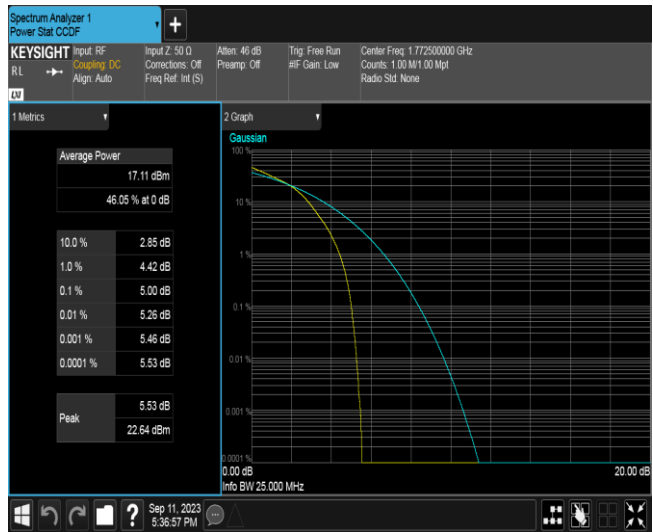 Spectrum Analyzer 1
Power Stat CCDF
+
KEYSIGHT
RL
LXI
Input: RF
Coupling: DC
Align: Auto
Input Z: 50 Ω
Corrections: Off
Freq Ref: Int (S)
Atten: 46 dB
Preamp: Off
Trig: Free Run
#IF Gain: Low
Center Freq: 1.772500000 GHz
Counts: 1.00 M/1.00 Mpt
Radio Std: None
1 Metrics
Average Power
17.11 dBm
46.05 % at 0 dB
10.0 % 2.85 dB
1.0 % 4.42 dB
0.1 % 5.00 dB
0.01 % 5.26 dB
0.001 % 5.46 dB
0.0001 % 5.53 dB
Peak
5.53 dB
22.64 dBm
2 Graph
Gaussian
100 %
10 %
1 %
0.1 %
0.01 %
0.001 %
0.0001 %
0.00 dB
20.00 dB
Info BW 25.000 MHz
?
Sep 11, 2023
5:36:57 PM